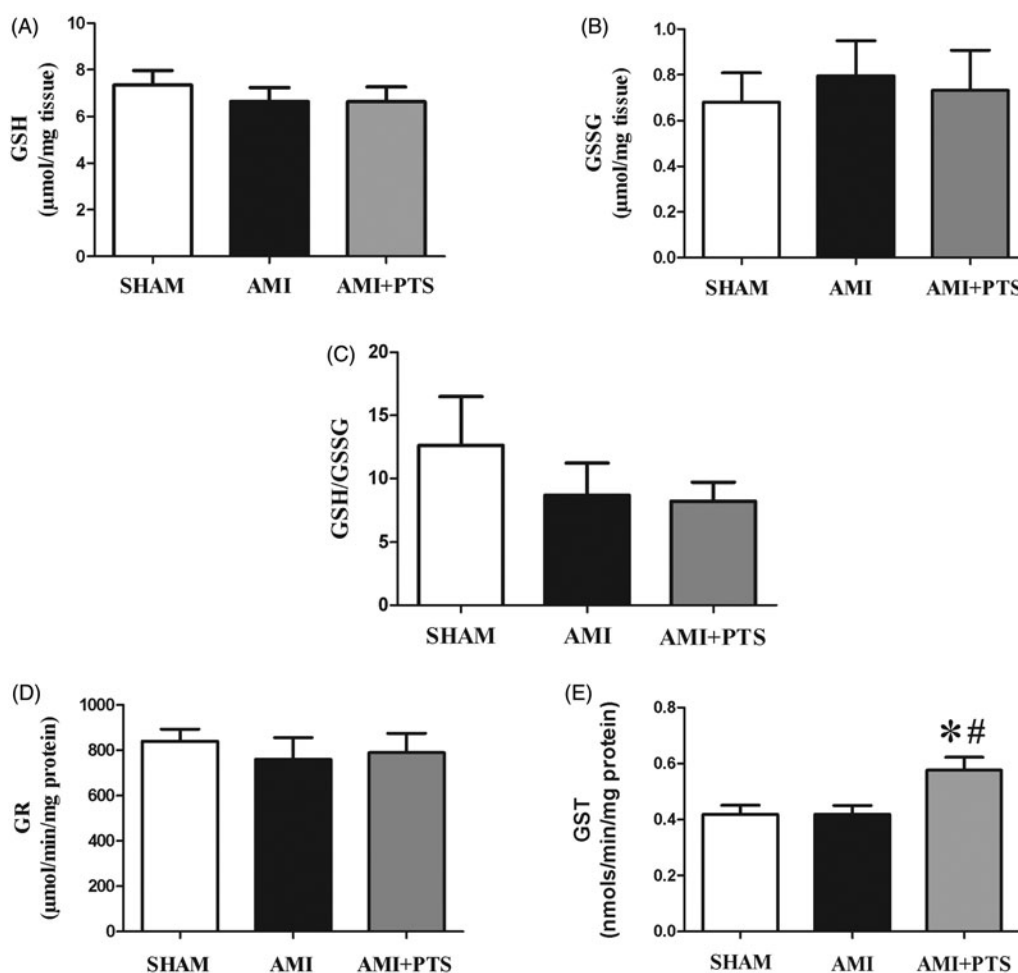 (A)
GSH
(µmol/mg tissue)
10
8
6
4
2
0
SHAM AMI AMI+PTS
(B)
GSSG
(µmol/mg tissue)
1.0
0.8
0.6
0.4
0.2
0.0
SHAM AMI AMI+PTS
(C)
GSH/GSSG
20
15
10
5
0
SHAM AMI AMI+PTS
(D)
GR
(µmol/min/mg protein)
1000
800
600
400
200
0
SHAM AMI AMI+PTS
(E)
GST
(nmols/min/mg protein)
0.8
0.6
0.4
0.2
0.0
*#
SHAM AMI AMI+PTS